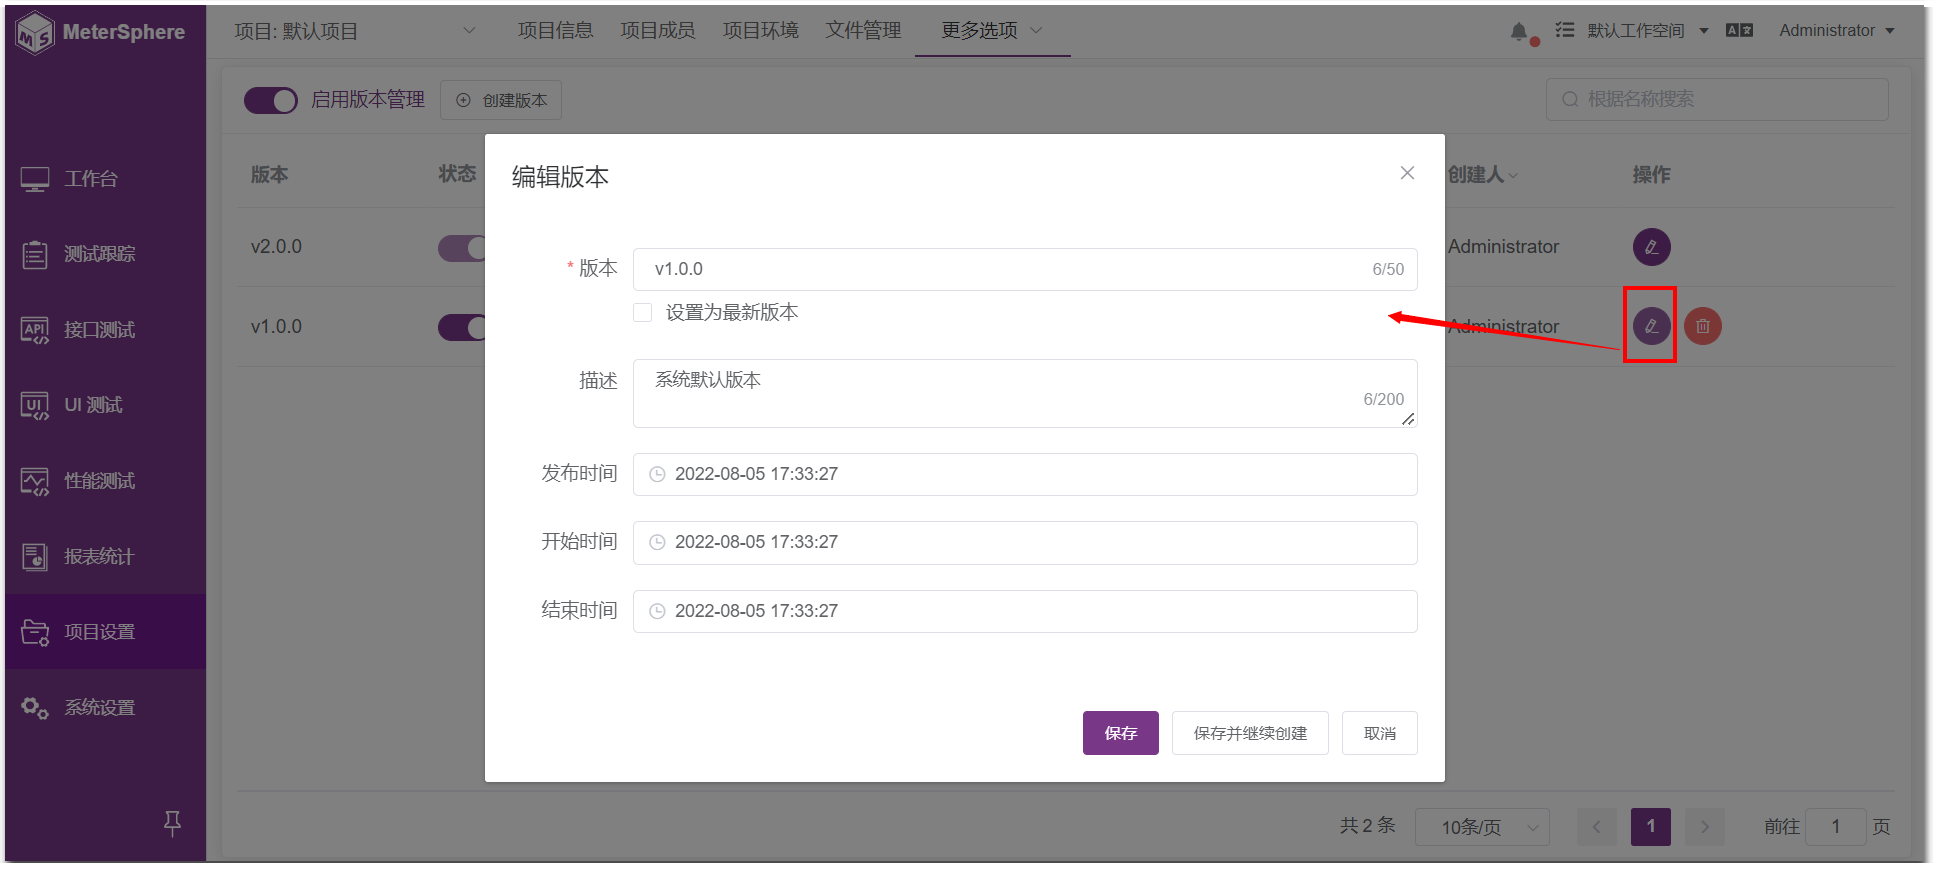 MeterSphere
项目: 默认项目
项目信息
项目成员
项目环境
文件管理
更多选项
默认工作空间
Administrator
启用版本管理
创建版本
根据名称搜索
工作台
测试跟踪
API
接口测试
UI
UI 测试
性能测试
报表统计
项目设置
系统设置
版本
状态
创建人
操作
v2.0.0
Administrator
v1.0.0
Administrator
编辑版本
* 版本
v1.0.0
6/50
设置为最新版本
描述
系统默认版本
6/200
发布时间
2022-08-05 17:33:27
开始时间
2022-08-05 17:33:27
结束时间
2022-08-05 17:33:27
保存
保存并继续创建
取消
共 2 条
10条/页
1
前往
1
页